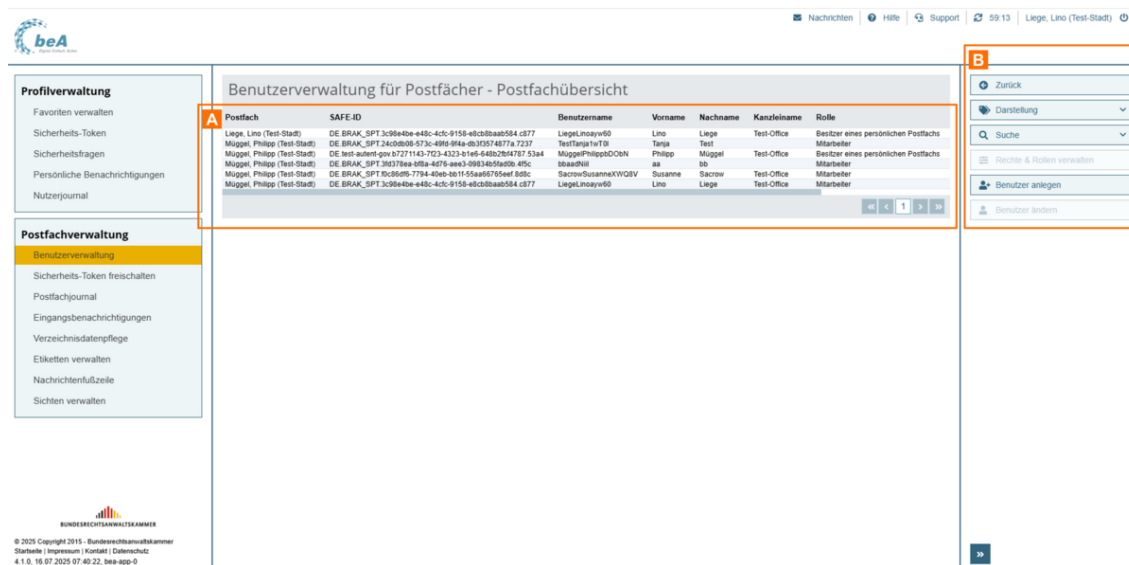 Nachrichten | Hilfe | Support | 59:13 | Liege, Lino (Test-Stadt)
beA
B
Profilverwaltung
Favoriten verwalten
Sicherheits-Token
Sicherheitsfragen
Persönliche Benachrichtigungen
Nutzerjournal
Postfachverwaltung
Benutzerverwaltung
Sicherheits-Token freischalten
Postfachjournal
Eingangsbenachrichtigungen
Verzeichnisdatenpflege
Etiketten verwalten
Nachrichtenfußzeile
Sichten verwalten
Benutzerverwaltung für Postfächer - Postfachübersicht
A
Postfach SAFE-ID Benutzername Vorname Nachname Kanzleiname Rolle
Liege, Lino (Test-Stadt) DE.BRAK_SPT.3c98e4be-e48c-4cfc-9158-e8cb8baab584.c877 LiegeLinoayw60 Lino Liege Test-Office Besitzer eines persönlichen Postfachs
Müggel, Philipp (Test-Stadt) DE.BRAK_SPT.24c0db08-573c-49fd-9f4a-db3f3574877a.7237 TestTanja1wT0l Tanja Test Mitarbeiter
Müggel, Philipp (Test-Stadt) DE.test-autent-gov.b7271143-7f23-4323-b1e6-648b2fbf4787.53a4 MüggelPhilippbDObN Philipp Müggel Test-Office Besitzer eines persönlichen Postfachs
Müggel, Philipp (Test-Stadt) DE.BRAK_SPT.3fd378ea-bf8a-4d76-aee3-09834b5fad0b.4f5c bbaadNiil aa bb Mitarbeiter
Müggel, Philipp (Test-Stadt) DE.BRAK_SPT.f0c86df6-7794-40eb-bb1f-55aa66765eef.8d8c SacrowSusanneXWQ8V Susanne Sacrow Test-Office Mitarbeiter
Müggel, Philipp (Test-Stadt) DE.BRAK_SPT.3c98e4be-e48c-4cfc-9158-e8cb8baab584.c877 LiegeLinoayw60 Lino Liege Test-Office Mitarbeiter
« < 1 > »
Zurück
Darstellung
Suche
Rechte & Rollen verwalten
Benutzer anlegen
Benutzer ändern
BUNDESRECHTSANWALTSKAMMER
© 2025 Copyright 2015 - Bundesrechtsanwaltskammer
Startseite | Impressum | Kontakt | Datenschutz
4.1.0, 16.07.2025 07:40:22, bea-app-0
»